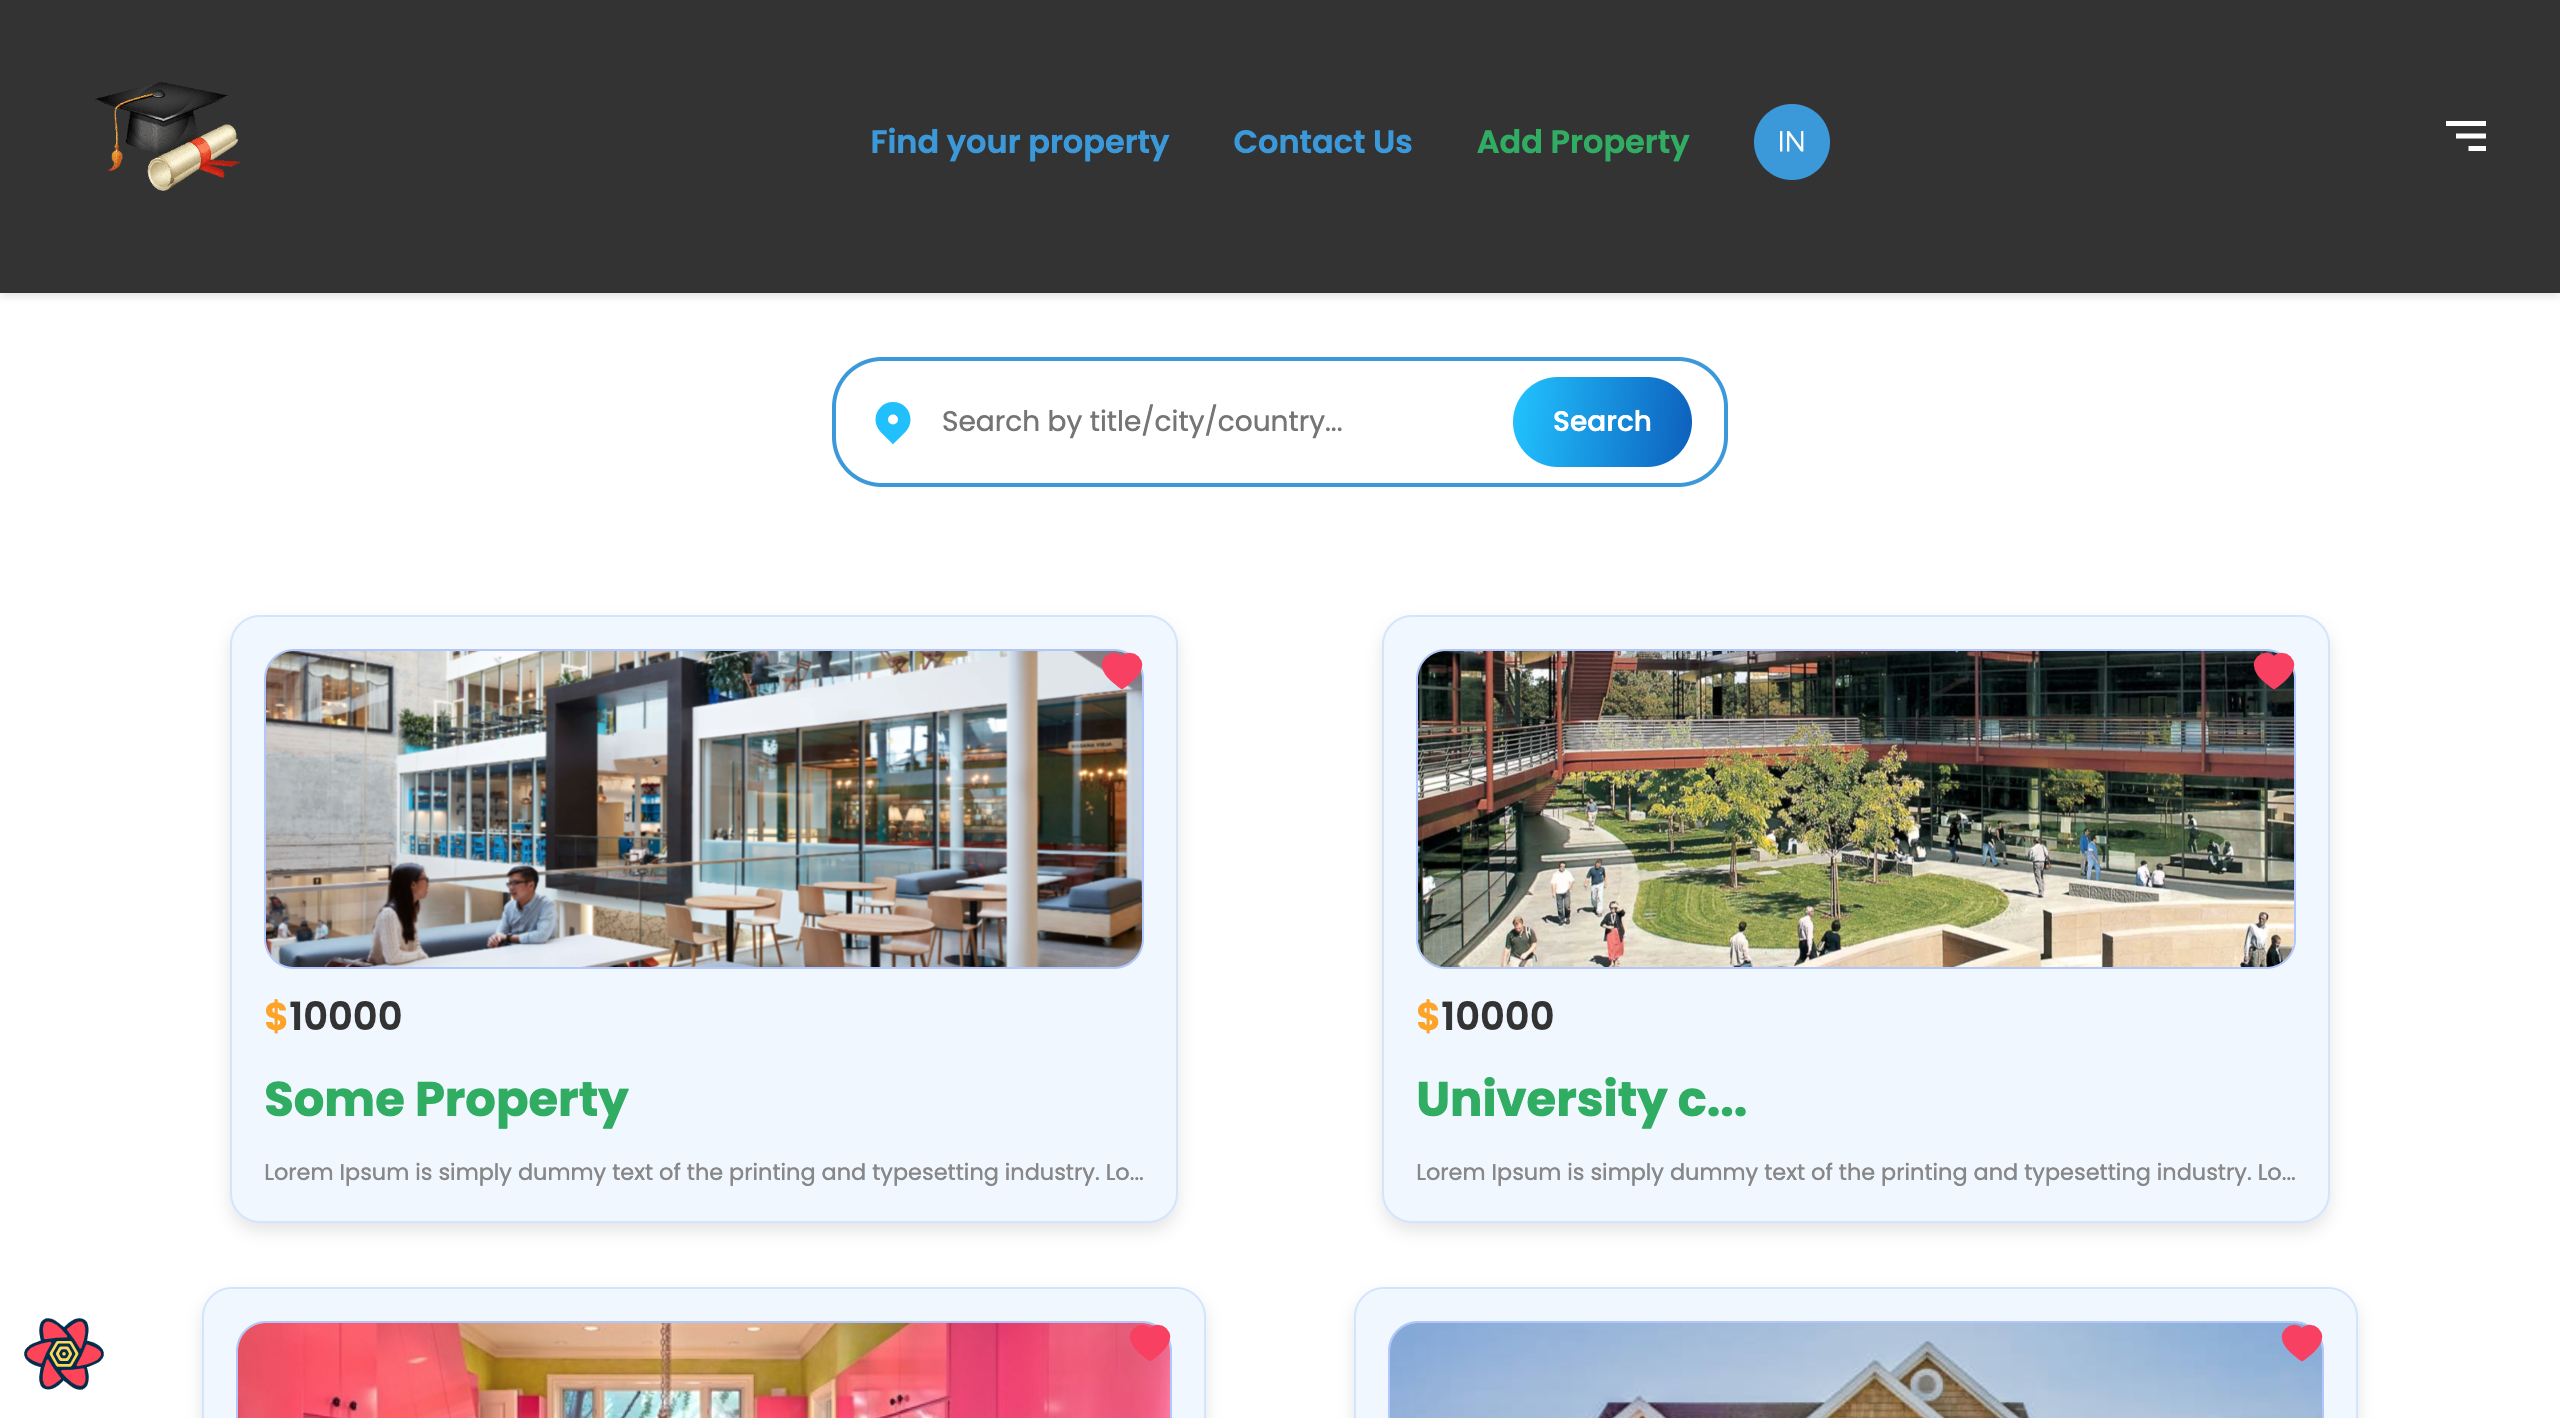 Find your property
Contact Us
Add Property
IN
Search by title/city/country...
Search
$10000
Some Property
Lorem Ipsum is simply dummy text of the printing and typesetting industry. Lo...
$10000
University c...
Lorem Ipsum is simply dummy text of the printing and typesetting industry. Lo...